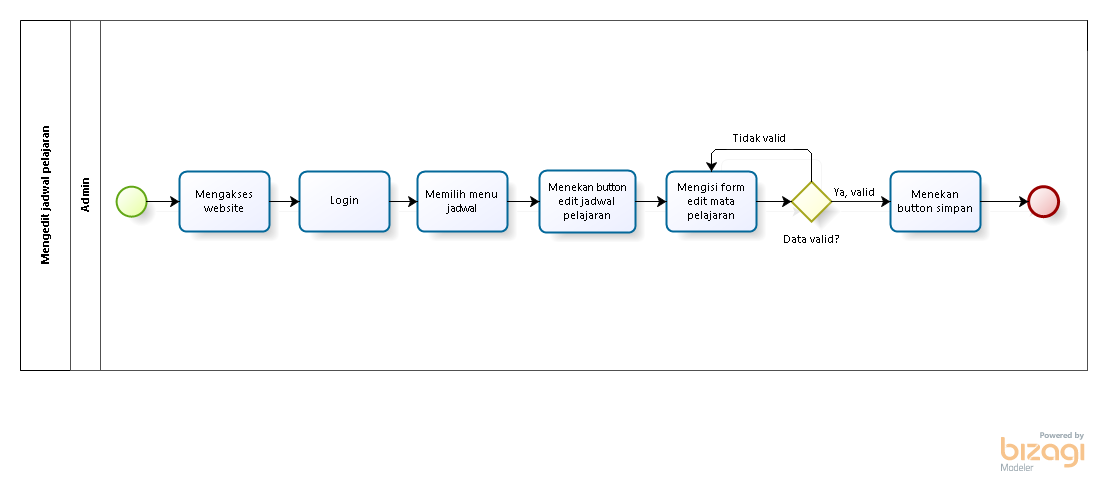 Mengedit jadwal pelajaran
Admin
Mengakses
website
Login
Memilih menu
jadwal
Menekan button
edit jadwal
pelajaran
Tidak valid
Mengisi form
edit mata
pelajaran
Data valid?
Ya, valid
Menekan
button simpan
Powered by
bizagi
Modeler